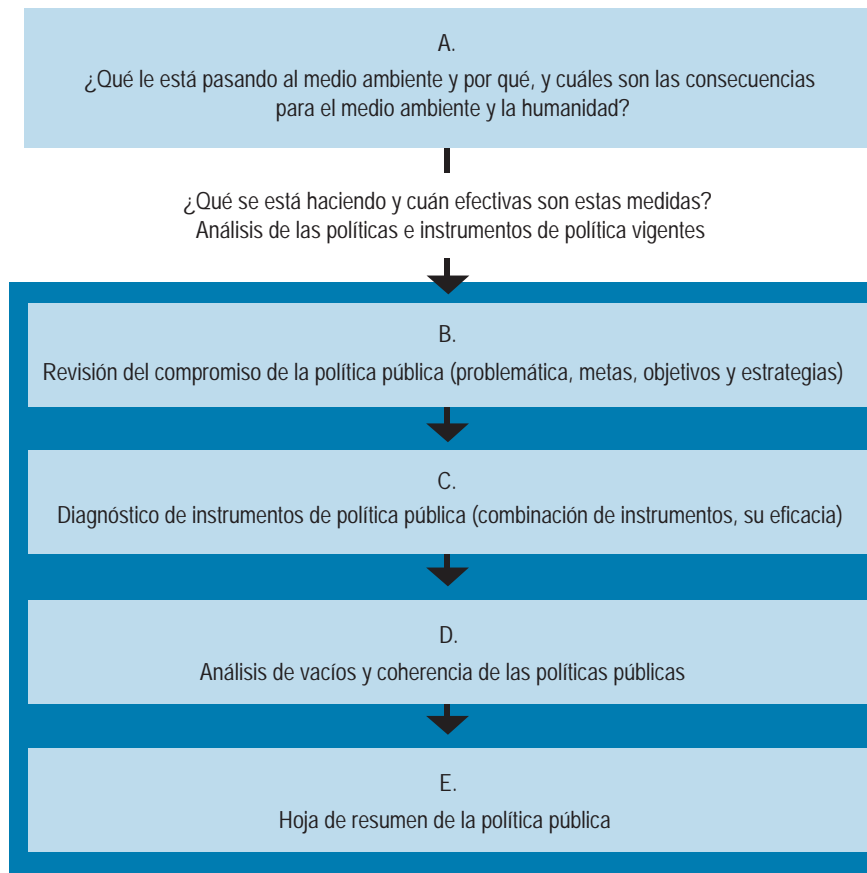 A.
¿Qué le está pasando al medio ambiente y por qué, y cuáles son las consecuencias
para el medio ambiente y la humanidad?
¿Qué se está haciendo y cuán efectivas son estas medidas?
Análisis de las políticas e instrumentos de política vigentes
B.
Revisión del compromiso de la política pública (problemática, metas, objetivos y estrategias)
C.
Diagnóstico de instrumentos de política pública (combinación de instrumentos, su eficacia)
D.
Análisis de vacíos y coherencia de las políticas públicas
E.
Hoja de resumen de la política pública